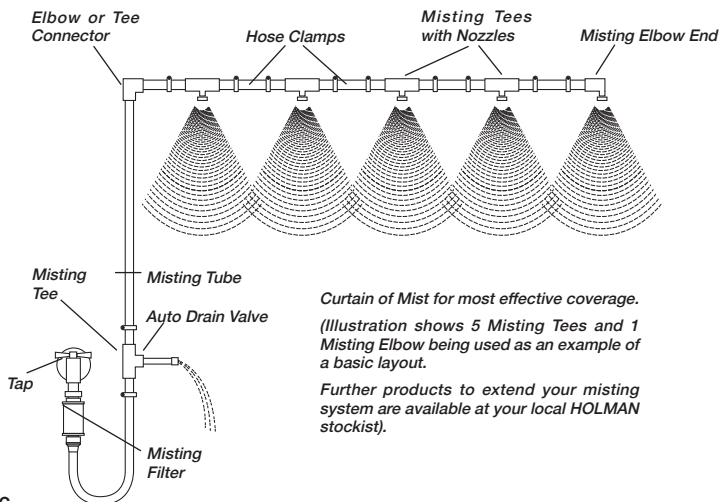 Elbow or Tee
Connector
Hose Clamps
Misting Tees
with Nozzles
Misting Elbow End
Misting
Tee
Misting Tube
Auto Drain Valve
Tap
Misting
Filter
Curtain of Mist for most effective coverage.
(Illustration shows 5 Misting Tees and 1
Misting Elbow being used as an example of
a basic layout.
Further products to extend your misting
system are available at your local HOLMAN
stockist).